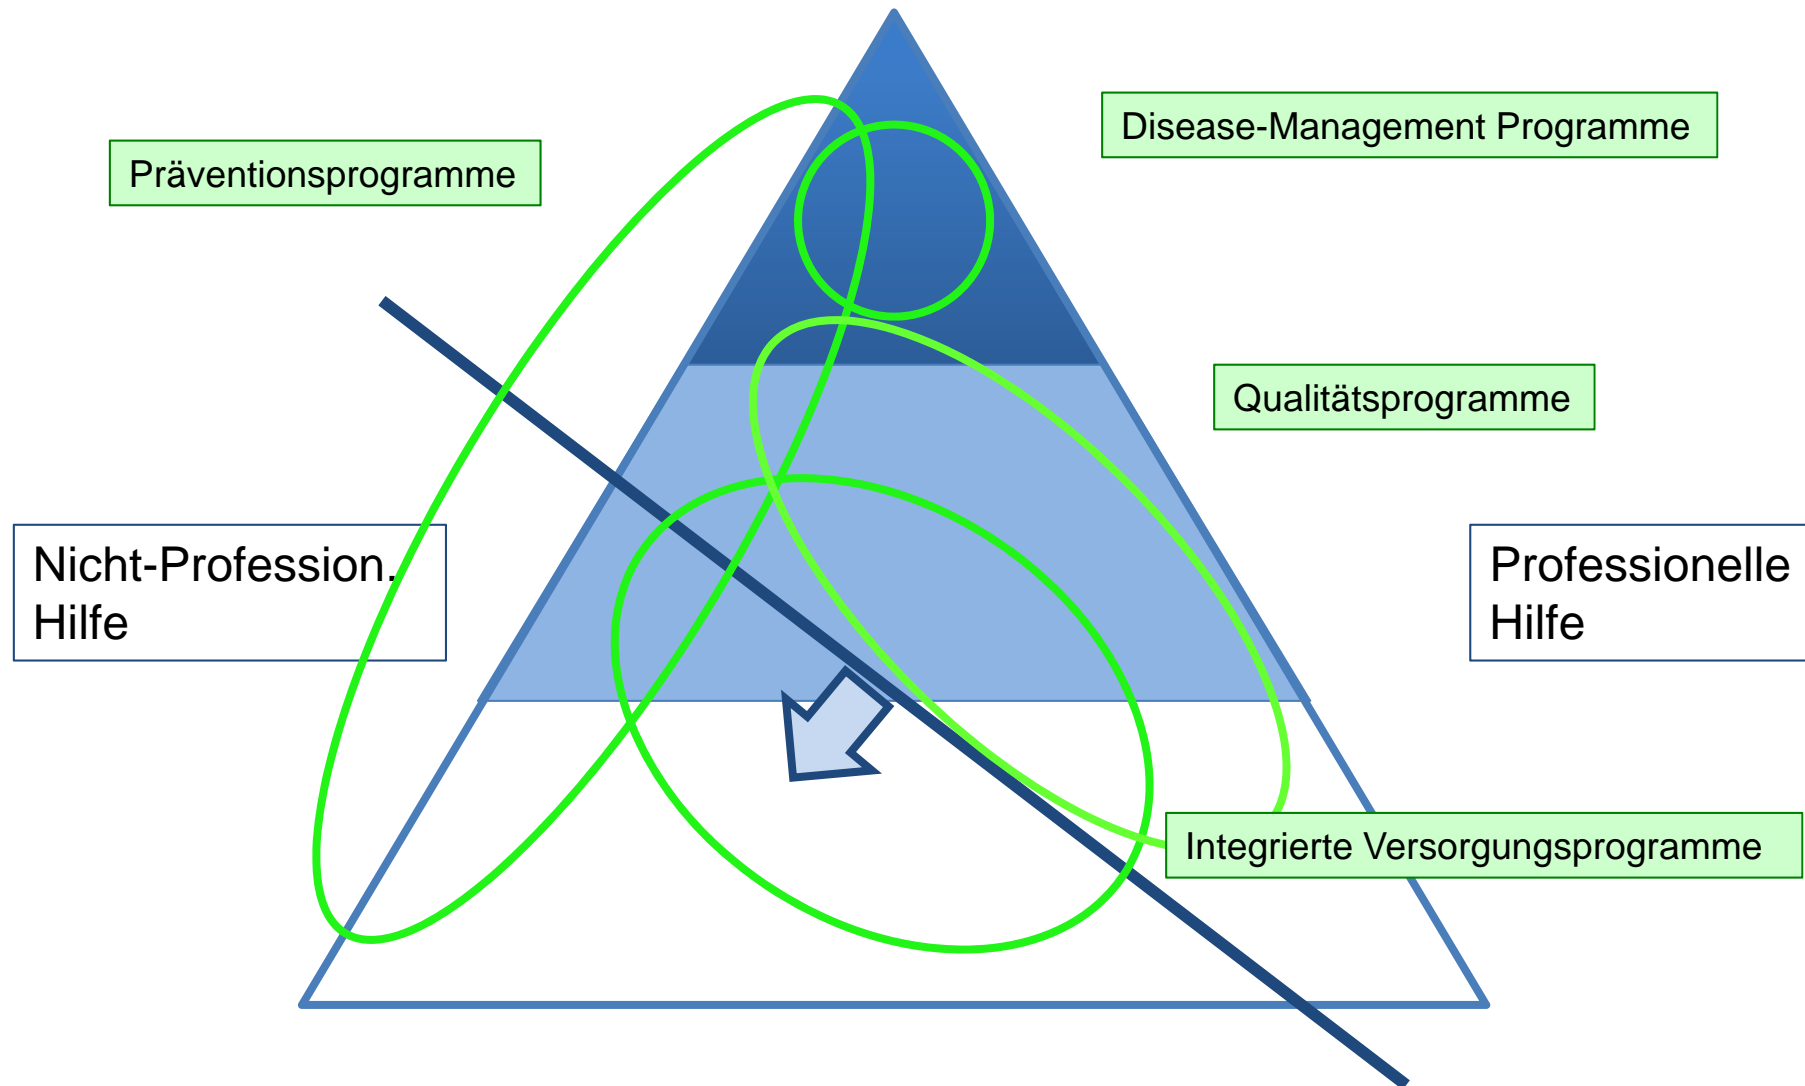 Disease-Management Programme
Präventionsprogramme
Qualitätsprogramme
Nicht-Profession.
Hilfe
Professionelle
Hilfe
Integrierte Versorgungsprogramme